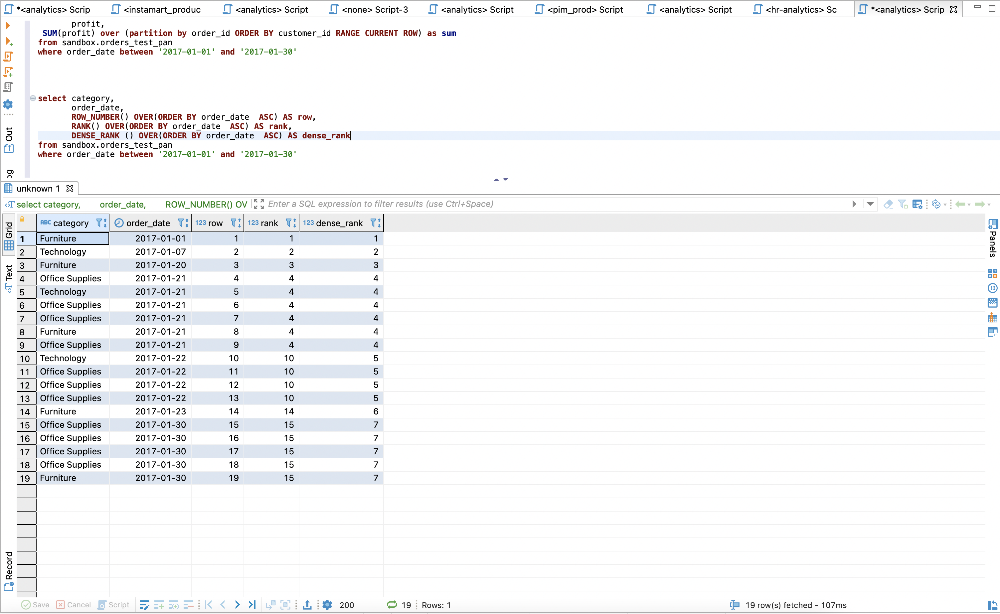 *<analytics> Scrip <instamart_produc <analytics> Script <none> Script-3 <analytics> Script <pim_prod> Script <analytics> Script <hr-analytics> Sc *<analytics> Scrip
profit,
SUM(profit) over (partition by order_id ORDER BY customer_id RANGE CURRENT ROW) as sum
from sandbox.orders_test_pan
where order_date between '2017-01-01' and '2017-01-30'
select category,
order_date,
ROW_NUMBER() OVER(ORDER BY order_date ASC) AS row,
RANK() OVER(ORDER BY order_date ASC) AS rank,
DENSE_RANK () OVER(ORDER BY order_date ASC) AS dense_rank
from sandbox.orders_test_pan
where order_date between '2017-01-01' and '2017-01-30'
Out
unknown 1
select category, order_date, ROW_NUMBER() OV Enter a SQL expression to filter results (use Ctrl+Space)
Grid
Text
Record
Panels
ABC category order_date 123 row 123 rank 123 dense_rank
1 Furniture 2017-01-01 1 1 1
2 Technology 2017-01-07 2 2 2
3 Furniture 2017-01-20 3 3 3
4 Office Supplies 2017-01-21 4 4 4
5 Technology 2017-01-21 5 4 4
6 Office Supplies 2017-01-21 6 4 4
7 Office Supplies 2017-01-21 7 4 4
8 Furniture 2017-01-21 8 4 4
9 Office Supplies 2017-01-21 9 4 4
10 Technology 2017-01-22 10 10 5
11 Office Supplies 2017-01-22 11 10 5
12 Office Supplies 2017-01-22 12 10 5
13 Office Supplies 2017-01-22 13 10 5
14 Furniture 2017-01-23 14 14 6
15 Office Supplies 2017-01-30 15 15 7
16 Office Supplies 2017-01-30 16 15 7
17 Office Supplies 2017-01-30 17 15 7
18 Office Supplies 2017-01-30 18 15 7
19 Furniture 2017-01-30 19 15 7
Save Cancel Script 200 19 Rows: 1 19 row(s) fetched - 107ms